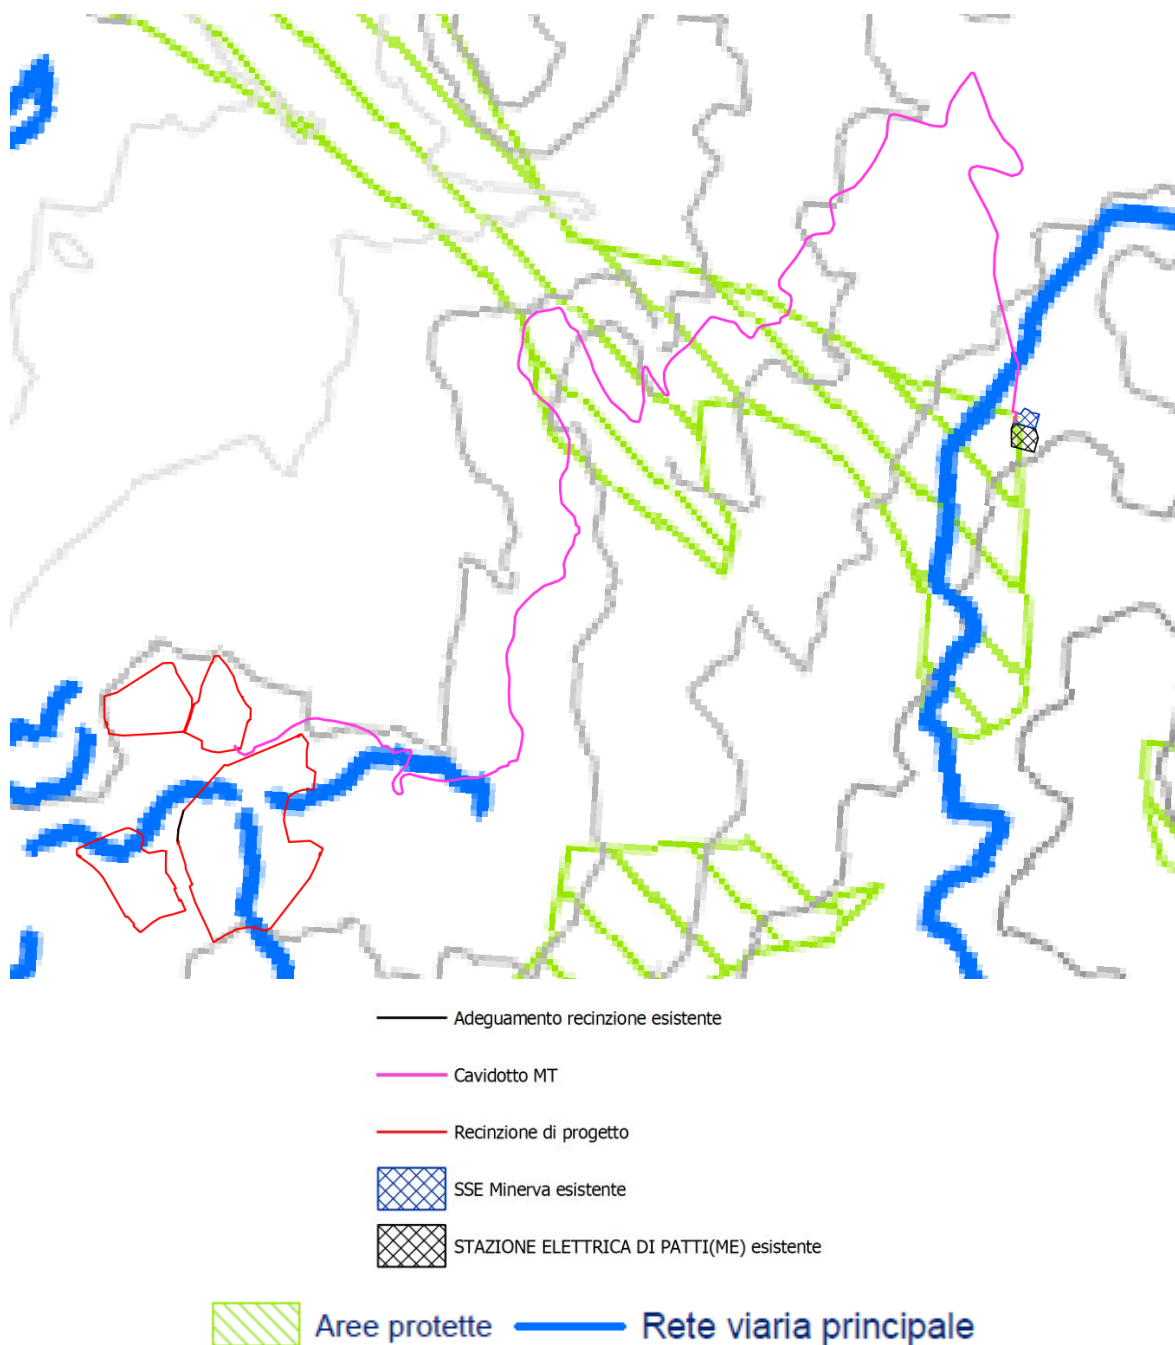 Adeguamento recinzione esistente
Cavidotto MT
Recinzione di progetto
SSE Minerva esistente
STAZIONE ELETTRICA DI PATTI(ME) esistente
Aree protette Rete viaria principale